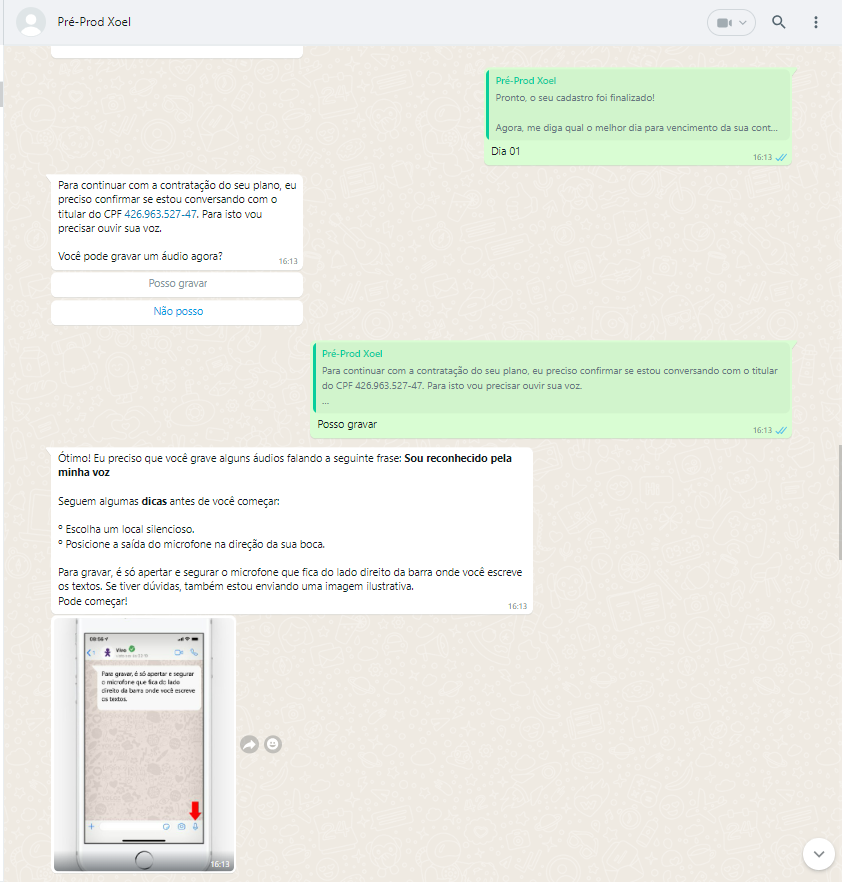 Pré-Prod Xoel
Pré-Prod Xoel
Pronto, o seu cadastro foi finalizado!
Agora, me diga qual o melhor dia para vencimento da sua cont...
Dia 01
16:13
Para continuar com a contratação do seu plano, eu
preciso confirmar se estou conversando com o
titular do CPF 426.963.527-47. Para isto vou
precisar ouvir sua voz.
Você pode gravar um áudio agora?
16:13
Posso gravar
Não posso
Pré-Prod Xoel
Para continuar com a contratação do seu plano, eu preciso confirmar se estou conversando com o titular
do CPF 426.963.527-47. Para isto vou precisar ouvir sua voz.
...
Posso gravar
16:13
Ótimo! Eu preciso que você grave alguns áudios falando a seguinte frase: Sou reconhecido pela
minha voz
Seguem algumas dicas antes de você começar:
º Escolha um local silencioso.
º Posicione a saída do microfone na direção da sua boca.
Para gravar, é só apertar e segurar o microfone que fica do lado direito da barra onde você escreve
os textos. Se tiver dúvidas, também estou enviando uma imagem ilustrativa.
Pode começar!
16:13
Vivo
Para gravar, é só apertar e segurar
o microfone que fica do lado
direito da barra onde você escreve
os textos.
16:13